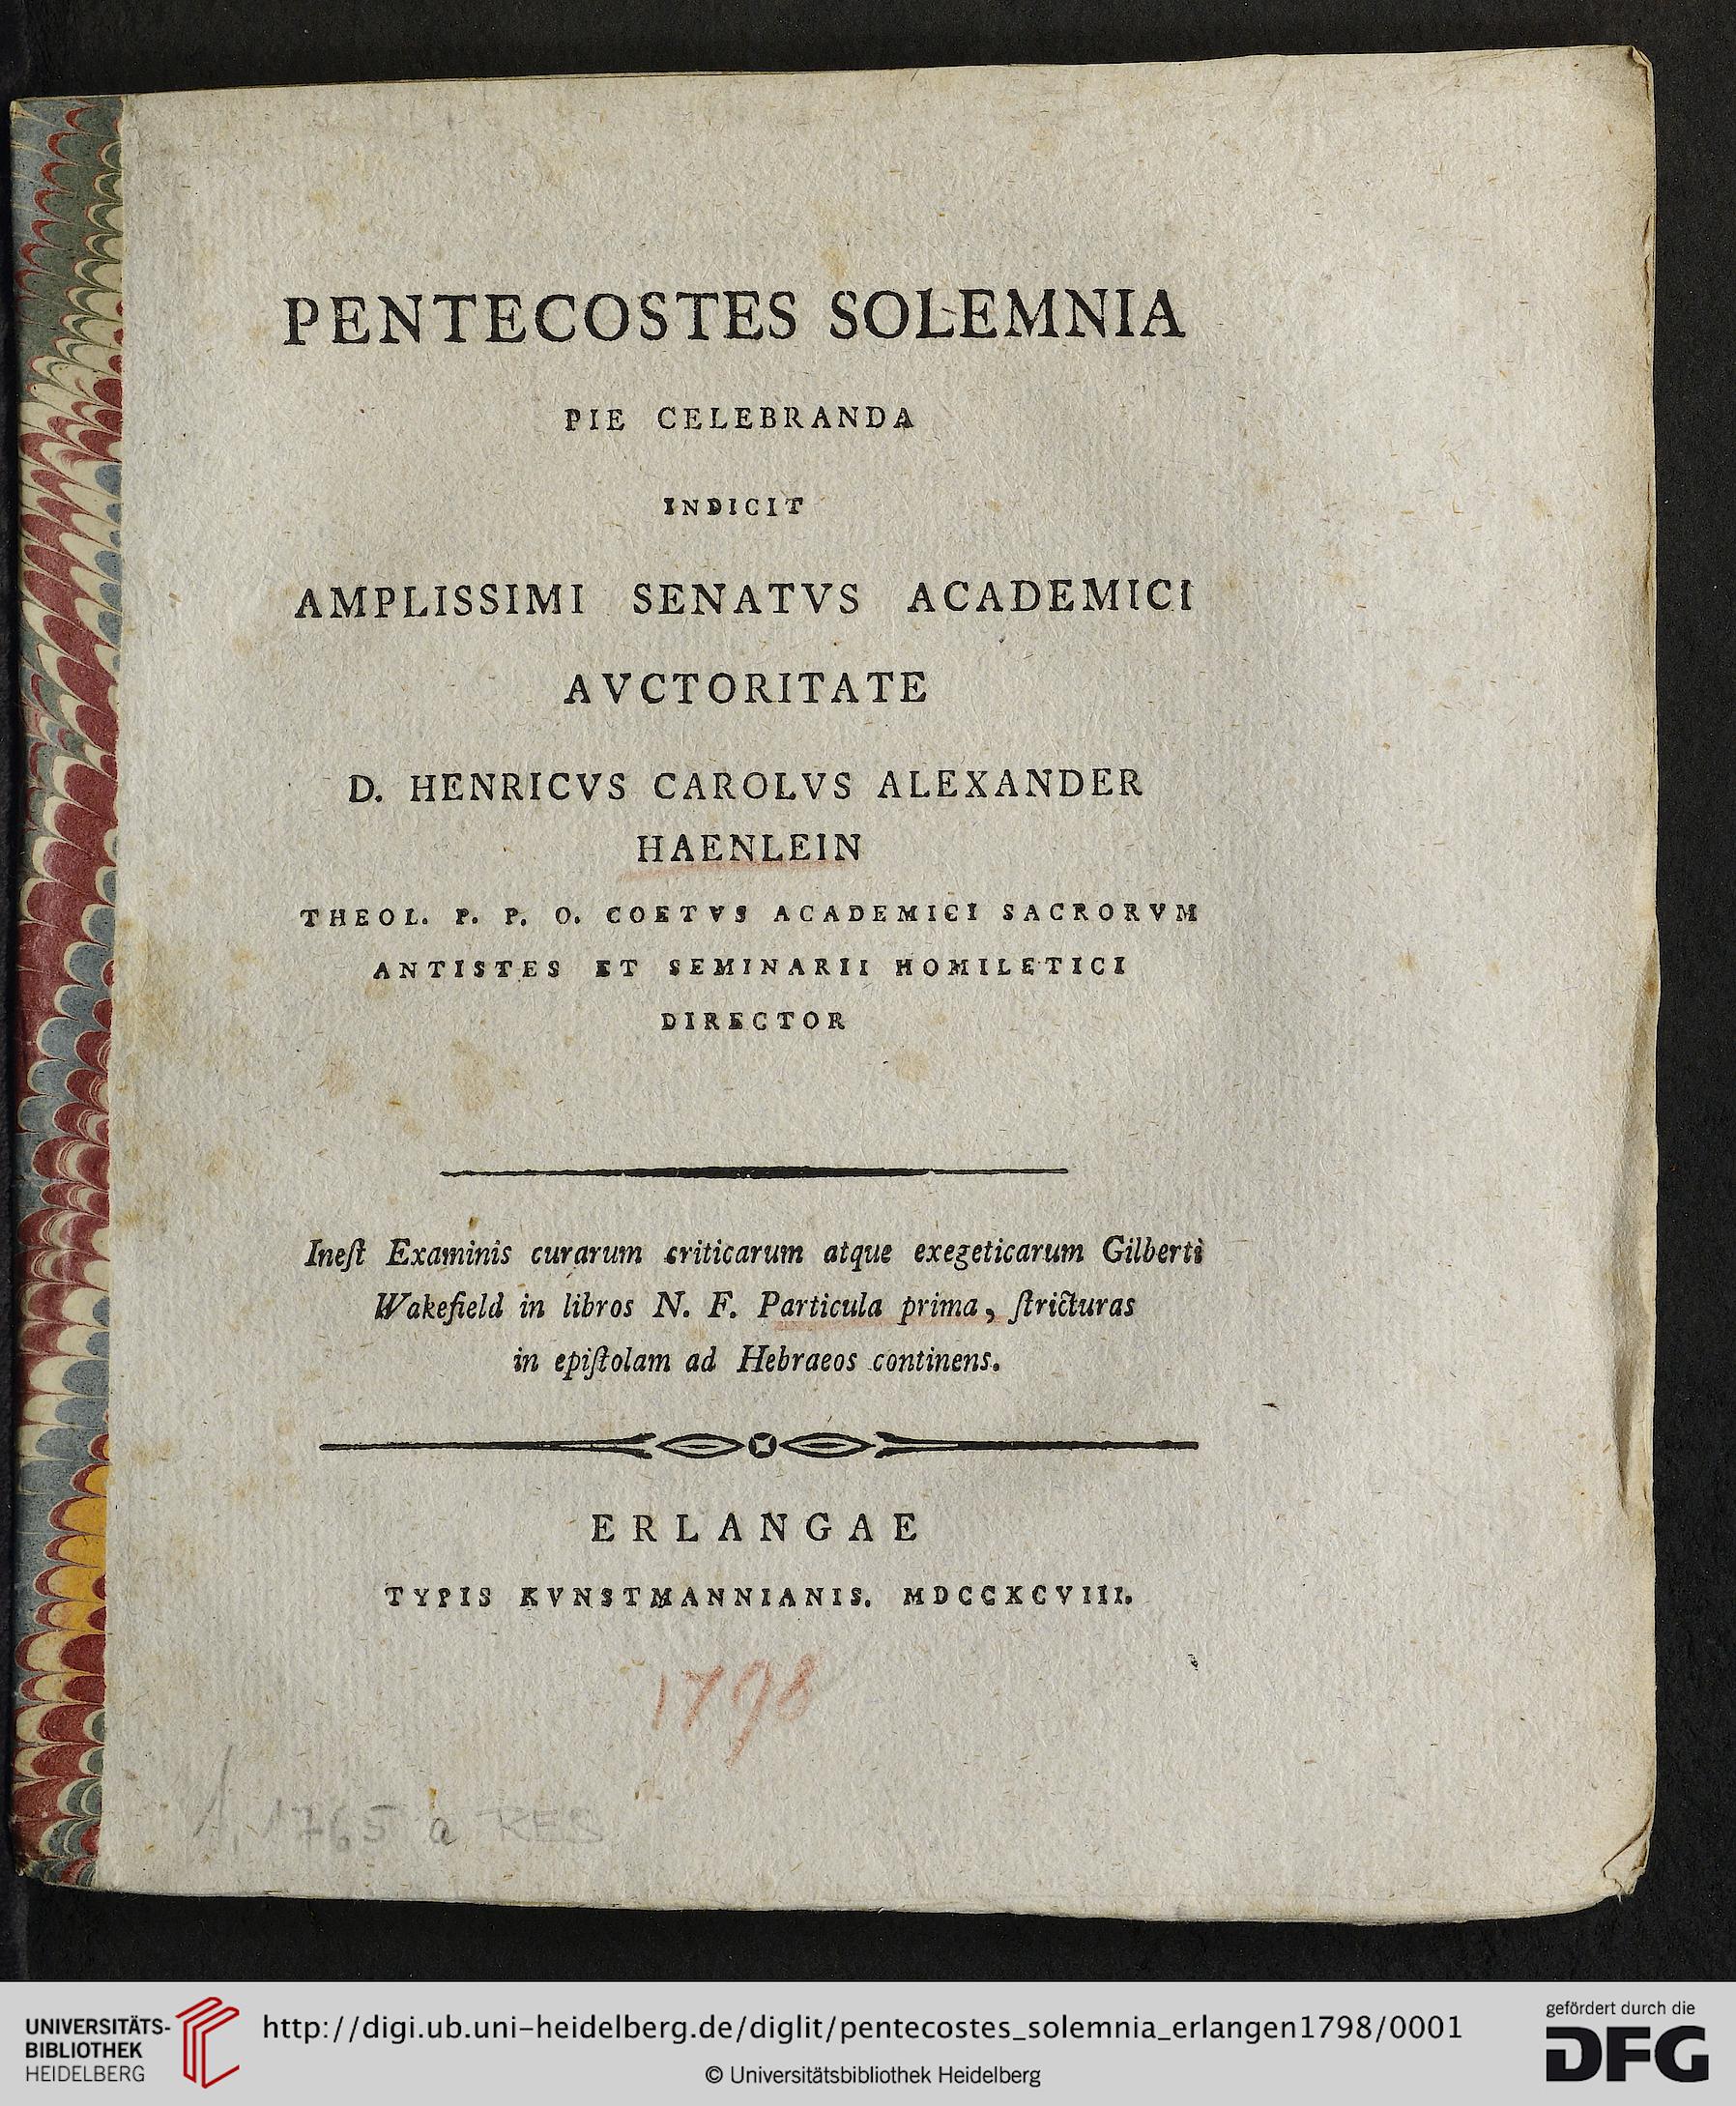 PENTECOSTES SOLEMNIA
PIE CELEBRANDA
INDICIT
AMPLISSIMI SENATVS ACADEMICI
AVCTORITATE
D. HENRICVS CAROLVS ALEXANDER
HAENLEIN
THEOL. P. P. O. COETVS ACADEMICI SACRORVM
ANTISTES ET SEMINARII HOMILETICI
DIRECTOR
Ineſt Examinis curarum criticarum atque exegeticarum Gilberti
Wakefield in libros N. F. Particula prima, ſtricturas
in epiſtolam ad Hebraeos continens.
ERLANGAE
TYPIS KVNSTMANNIANIS. MDCCXCVIII.
1798
A, 1765 a RES
UNIVERSITÄTS-
BIBLIOTHEK
HEIDELBERG
http://digi.ub.uni-heidelberg.de/diglit/pentecostes_solemnia_erlangen1798/0001
© Universitätsbibliothek Heidelberg
gefördert durch die
DFG